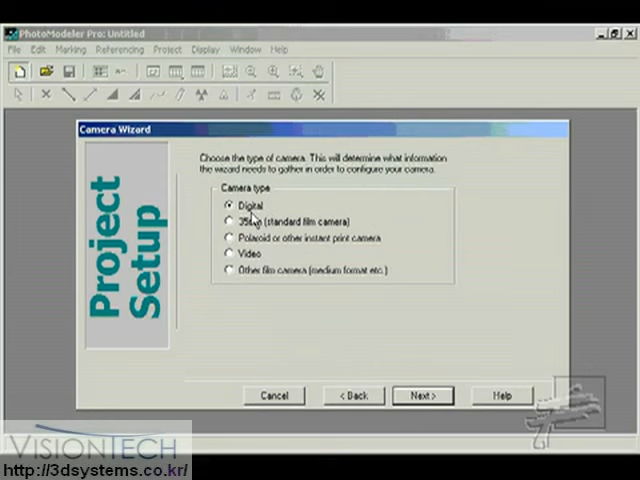 PhotoModeler Pro: Untitled
File Edit Marking Referencing Project Display Window Help
Camera Wizard
Project
Setup
Choose the type of camera. This will determine what information
the wizard needs to gather in order to configure your camera.
Camera type
Digital
35mm (standard film camera)
Polaroid or other instant print camera
Video
Other film camera (medium format etc.)
Cancel < Back Next > Help
VISIONTECH
http://3dsystems.co.kr/